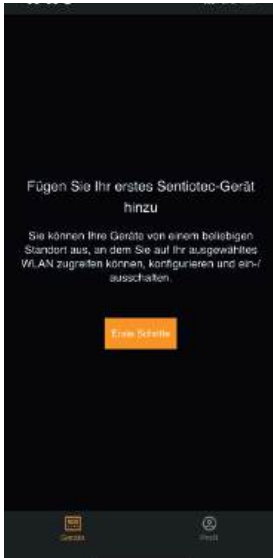 Fügen Sie Ihr erstes Sentiotec-Gerät
hinzu
Sie können Ihre Geräte von einem beliebigen
Standort aus, an dem Sie auf Ihr ausgewähltes
WLAN zugreifen können, konfigurieren und ein-/
ausschalten.
Erste Schritte
Geräte
Profil